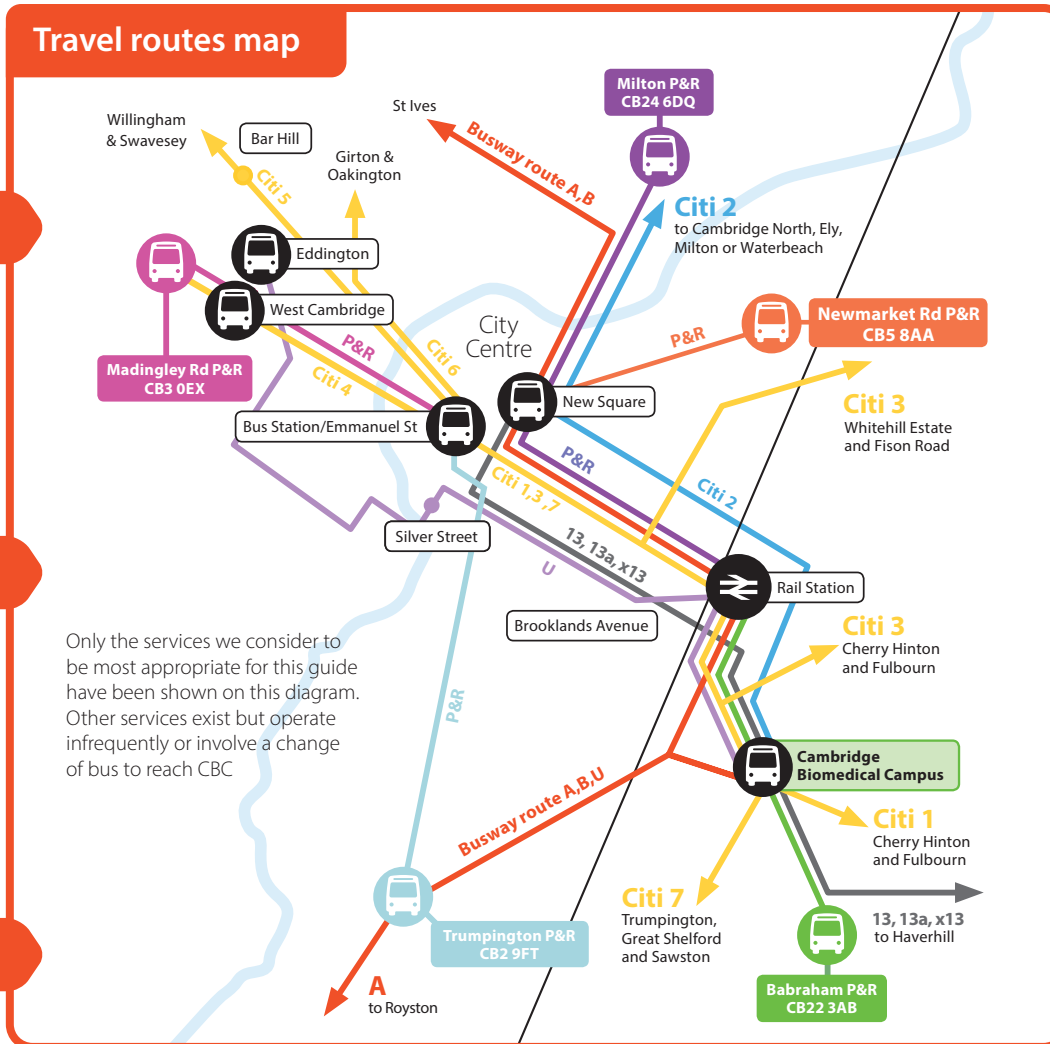 Travel routes map
Milton P&R
CB24 6DQ
St Ives
Willingham
& Swavesey
Bar Hill
Busway route A,B
Girton &
Oakington
Citi 5
Citi 2
to Cambridge North, Ely,
Milton or Waterbeach
Eddington
West Cambridge
Newmarket Rd P&R
CB5 8AA
P&R
City
Centre
P&R
Citi 6
Madingley Rd P&R
CB3 0EX
Citi 4
Citi 3
Whitehill Estate
and Fison Road
New Square
Bus Station/Emmanuel St
P&R
Citi 1,3 ,7
Citi 2
Silver Street
13, 13a, x13
U
Rail Station
Brooklands Avenue
Citi 3
Cherry Hinton
and Fulbourn
Only the services we consider to
be most appropriate for this guide
have been shown on this diagram.
Other services exist but operate
infrequently or involve a change
of bus to reach CBC
P&R
Cambridge
Biomedical Campus
Busway route A,B,U
Citi 1
Cherry Hinton
and Fulbourn
Citi 7
Trumpington,
Great Shelford
and Sawston
13, 13a, x13
to Haverhill
Trumpington P&R
CB2 9FT
A
to Royston
Babraham P&R
CB22 3AB